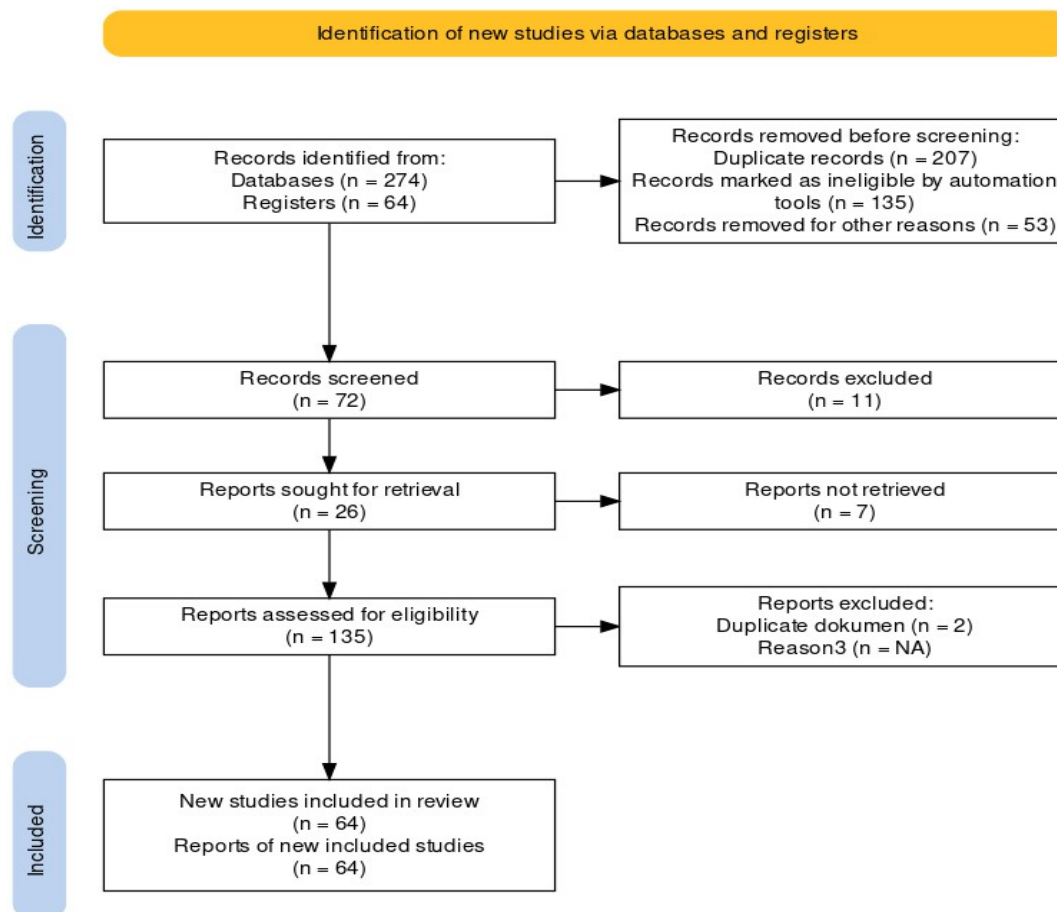 Identification of new studies via databases and registers
Identification
Records identified from:
Databases (n = 274)
Registers (n = 64)
Records removed before screening:
Duplicate records (n = 207)
Records marked as ineligible by automation
tools (n = 135)
Records removed for other reasons (n = 53)
Screening
Records screened
(n = 72)
Records excluded
(n = 11)
Reports sought for retrieval
(n = 26)
Reports not retrieved
(n = 7)
Reports assessed for eligibility
(n = 135)
Reports excluded:
Duplicate dokumen (n = 2)
Reason3 (n = NA)
Included
New studies included in review
(n = 64)
Reports of new included studies
(n = 64)